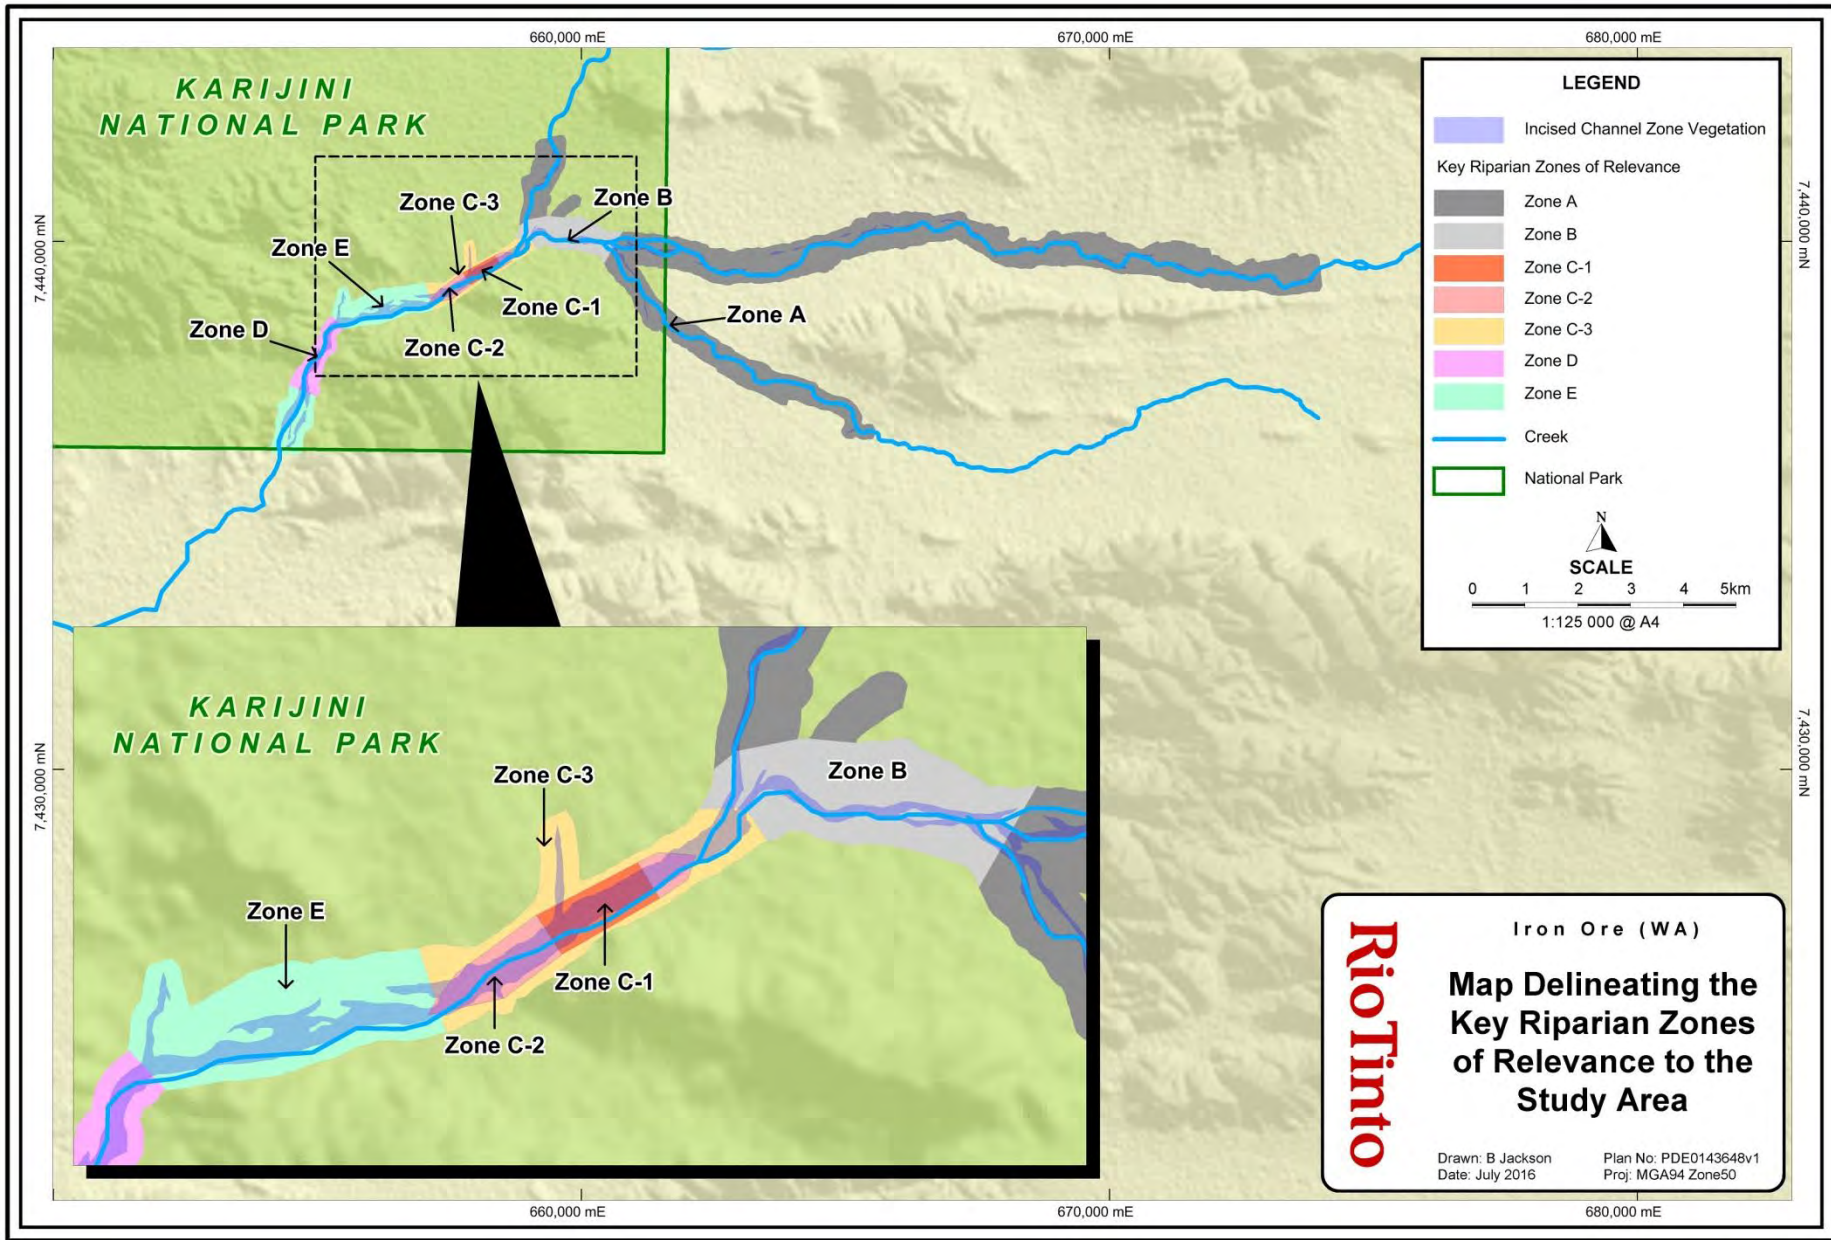 660,000 mE
670,000 mE
680,000 mE
KARIJINI
NATIONAL PARK
Zone C-3
Zone B
Zone E
Zone C-1
Zone A
Zone D
Zone C-2
7,440,000 mN
7,440,000 mN
LEGEND
Incised Channel Zone Vegetation
Key Riparian Zones of Relevance
Zone A
Zone B
Zone C-1
Zone C-2
Zone C-3
Zone D
Zone E
Creek
National Park
N
SCALE
0 1 2 3 4 5km
1:125 000 @ A4
KARIJINI
NATIONAL PARK
Zone C-3
Zone B
Zone E
Zone C-1
Zone C-2
7,430,000 mN
7,430,000 mN
RioTinto
Iron Ore (WA)
Map Delineating the
Key Riparian Zones
of Relevance to the
Study Area
Drawn: B Jackson Plan No: PDE0143648v1
Date: July 2016 Proj: MGA94 Zone50
660,000 mE
670,000 mE
680,000 mE